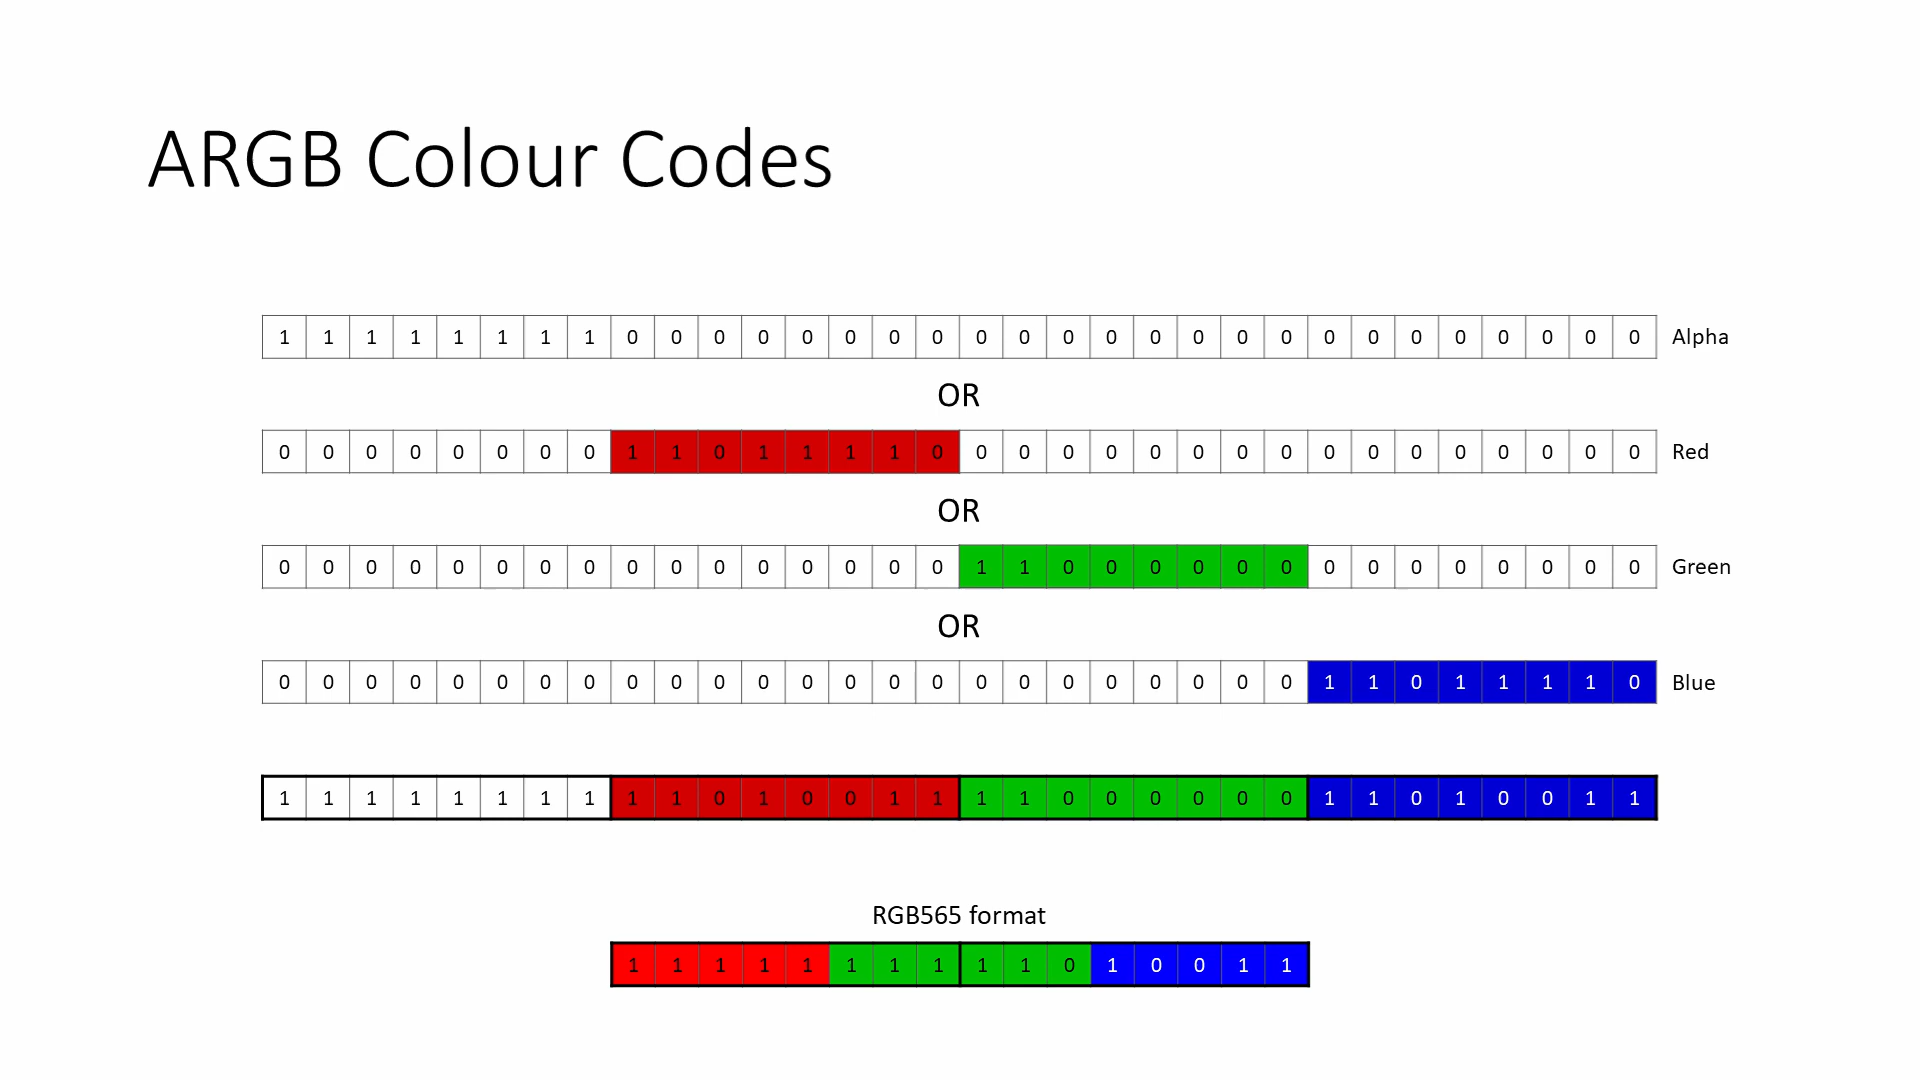 ARGB Colour Codes
1 1 1 1 1 1 1 1 0 0 0 0 0 0 0 0 0 0 0 0 0 0 0 0 0 0 0 0 0 0 0 0 Alpha
OR
0 0 0 0 0 0 0 0 1 1 0 1 1 1 1 0 0 0 0 0 0 0 0 0 0 0 0 0 0 0 0 0 Red
OR
0 0 0 0 0 0 0 0 0 0 0 0 0 0 0 0 1 1 0 0 0 0 0 0 0 0 0 0 0 0 0 0 Green
OR
0 0 0 0 0 0 0 0 0 0 0 0 0 0 0 0 0 0 0 0 0 0 0 0 1 1 0 1 1 1 1 0 Blue
1 1 1 1 1 1 1 1 1 1 0 1 0 0 1 1 1 1 0 0 0 0 0 0 1 1 0 1 0 0 1 1
RGB565 format
1 1 1 1 1 1 1 1 1 1 0 1 0 0 1 1